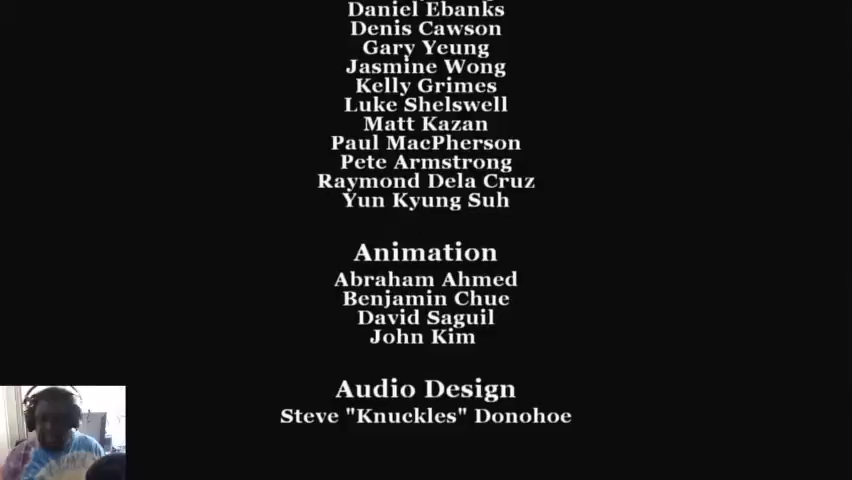 Daniel Ebanks
Denis Cawson
Gary Yeung
Jasmine Wong
Kelly Grimes
Luke Shelswell
Matt Kazan
Paul MacPherson
Pete Armstrong
Raymond Dela Cruz
Yun Kyung Suh
Animation
Abraham Ahmed
Benjamin Chue
David Saguil
John Kim
Audio Design
Steve "Knuckles" Donohoe